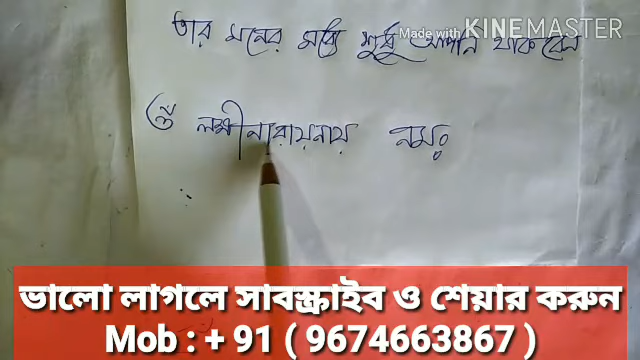 তার মনের মধ্যে শুধু আপনি থাকবেন
Made with KINEMASTER
ওঁ লক্ষ্মীনারায়নায় নমঃ
ভালো লাগলে সাবস্ক্রাইব ও শেয়ার করুন
Mob : + 91 ( 9674663867 )